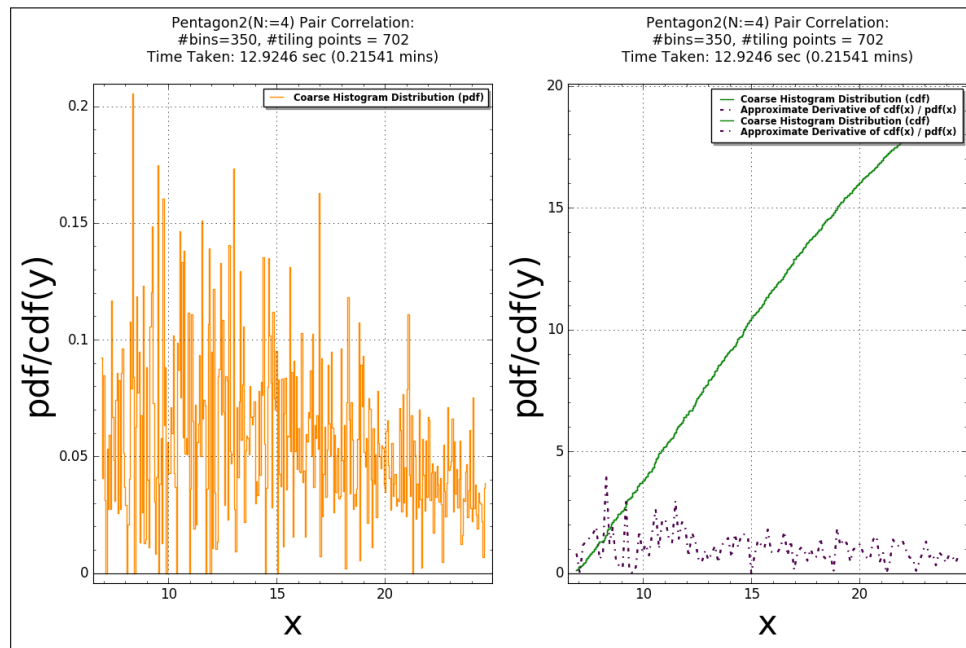 Pentagon2(N:=4) Pair Correlation:
#bins=350, #tiling points = 702
Time Taken: 12.9246 sec (0.21541 mins)
Coarse Histogram Distribution (pdf)
0.2
0.15
0.1
0.05
0
10
15
20
pdf/cdf(y)
x
Pentagon2(N:=4) Pair Correlation:
#bins=350, #tiling points = 702
Time Taken: 12.9246 sec (0.21541 mins)
Coarse Histogram Distribution (cdf)
Approximate Derivative of cdf(x) / pdf(x)
Coarse Histogram Distribution (cdf)
Approximate Derivative of cdf(x) / pdf(x)
20
15
10
5
0
10
15
20
pdf/cdf(y)
x